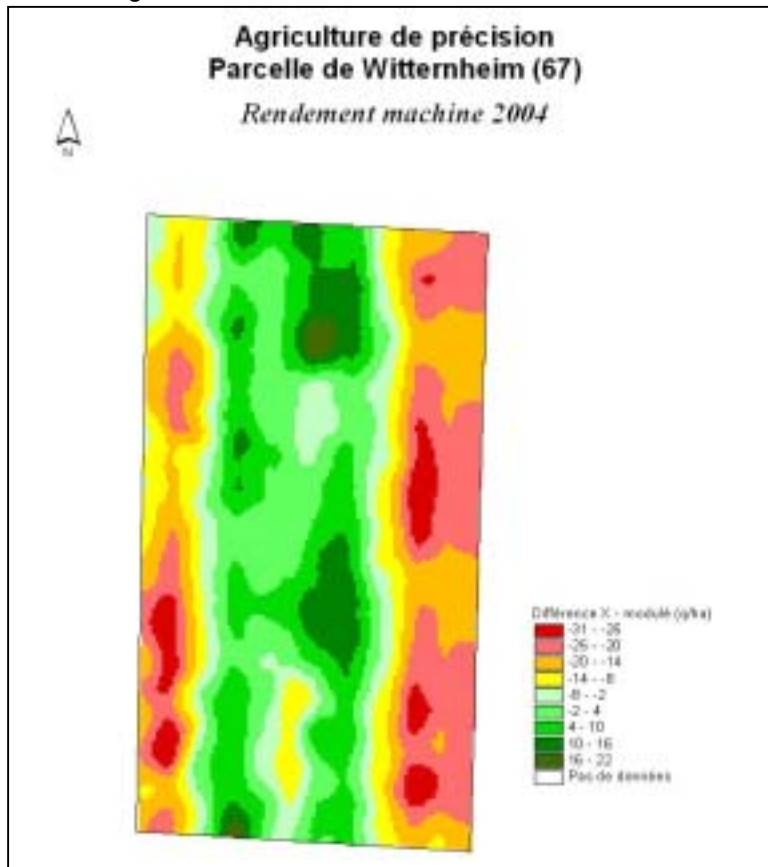 Agriculture de précision
Parcelle de Witternheim (67)
Rendement machine 2004
N
Différence X - modulé (q/ha)
-31 - -26
-26 - -20
-20 - -14
-14 - -8
-8 - -2
-2 - 4
4 - 10
10 - 16
16 - 22
Pas de données